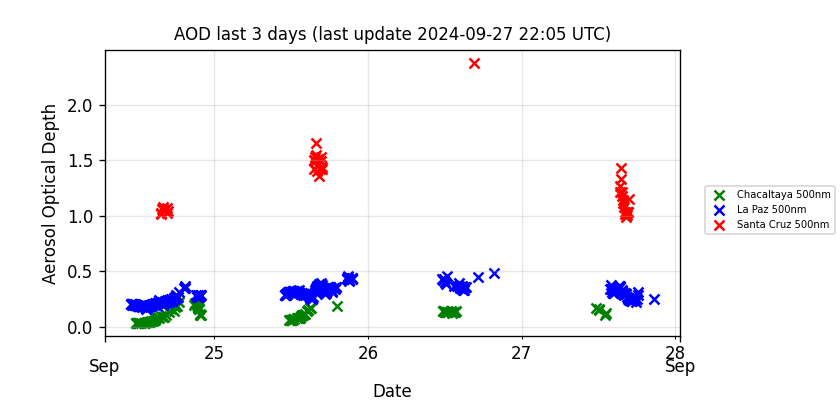 AOD last 3 days (last update 2024-09-27 22:05 UTC)
Aerosol Optical Depth
2.0
1.5
1.0
0.5
0.0
25
26
27
28
Sep
Sep
Date
Chacaltaya 500nm
La Paz 500nm
Santa Cruz 500nm